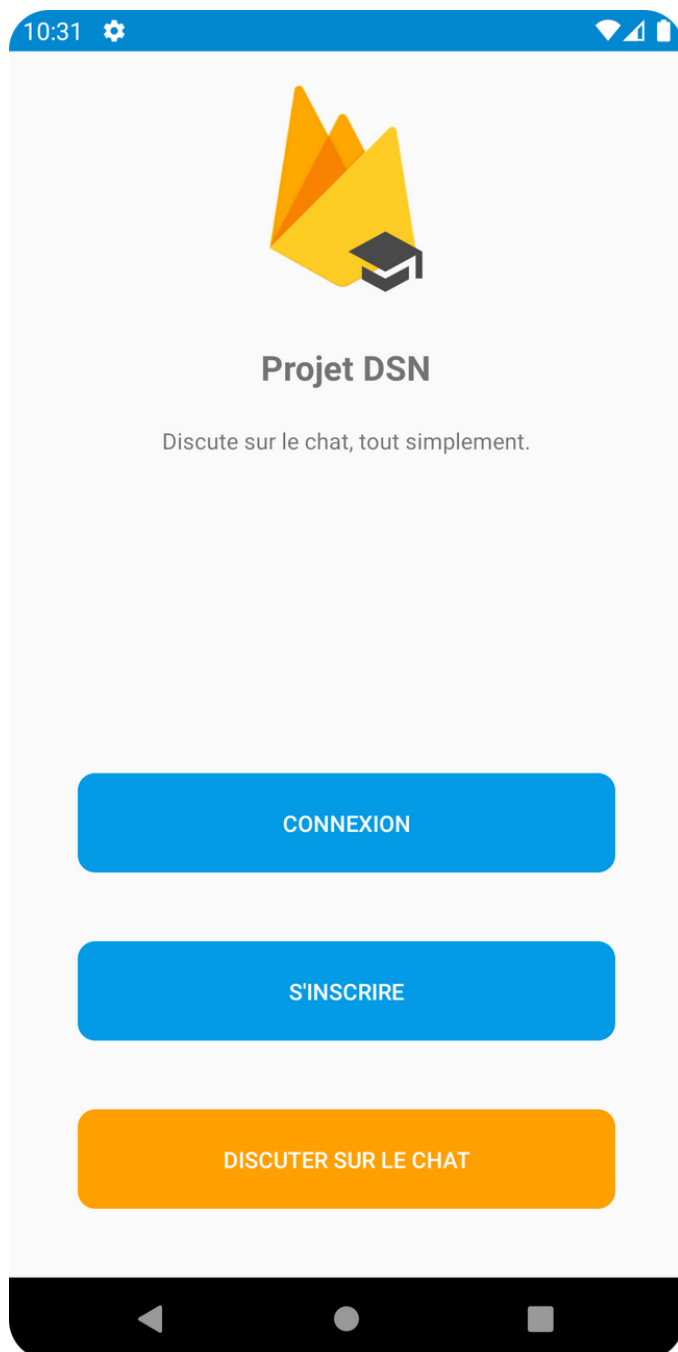 10:31
Projet DSN
Discute sur le chat, tout simplement.
CONNEXION
S'INSCRIRE
DISCUTER SUR LE CHAT